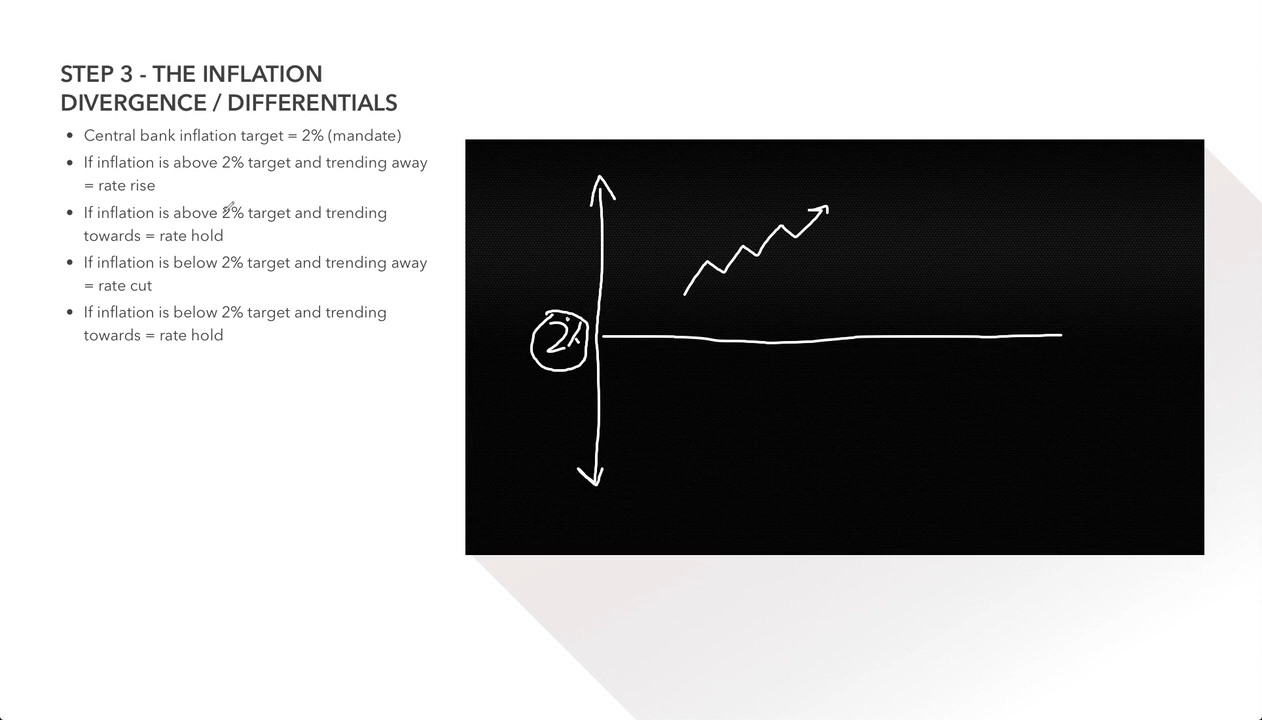 STEP 3 - THE INFLATION
DIVERGENCE / DIFFERENTIALS
• Central bank inflation target = 2% (mandate)
• If inflation is above 2% target and trending away
= rate rise
• If inflation is above 2% target and trending
towards = rate hold
• If inflation is below 2% target and trending away
= rate cut
• If inflation is below 2% target and trending
towards = rate hold
2%